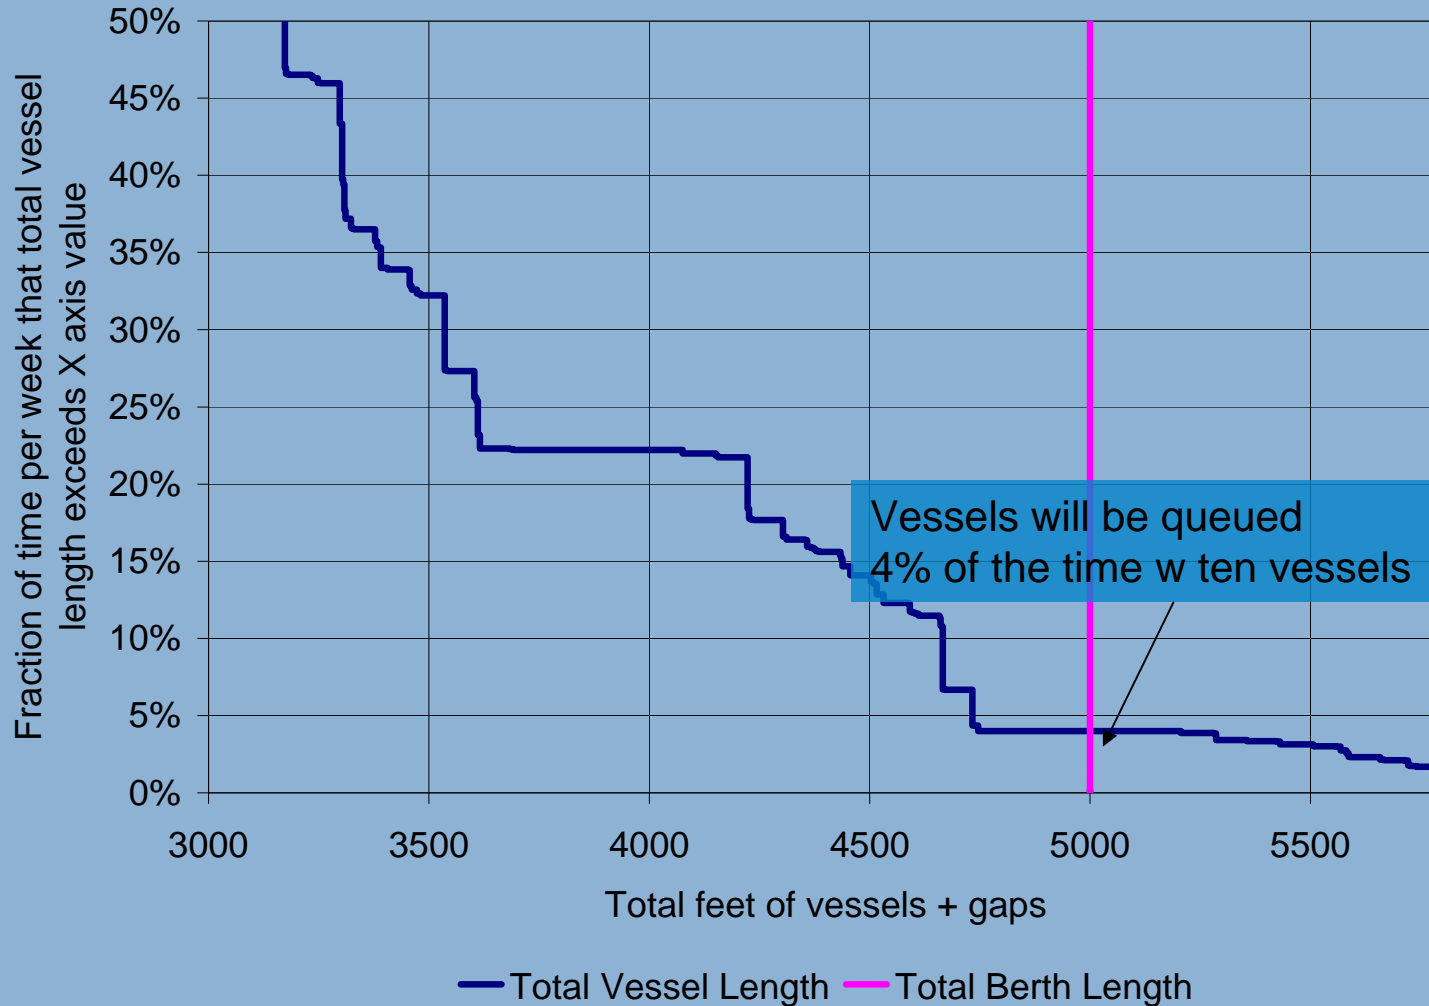 Fraction of time per week that total vessel
length exceeds X axis value
50%
45%
40%
35%
30%
25%
20%
15%
10%
5%
0%
Vessels will be queued
4% of the time w ten vessels
3000 3500 4000 4500 5000 5500
Total feet of vessels + gaps
Total Vessel Length Total Berth Length